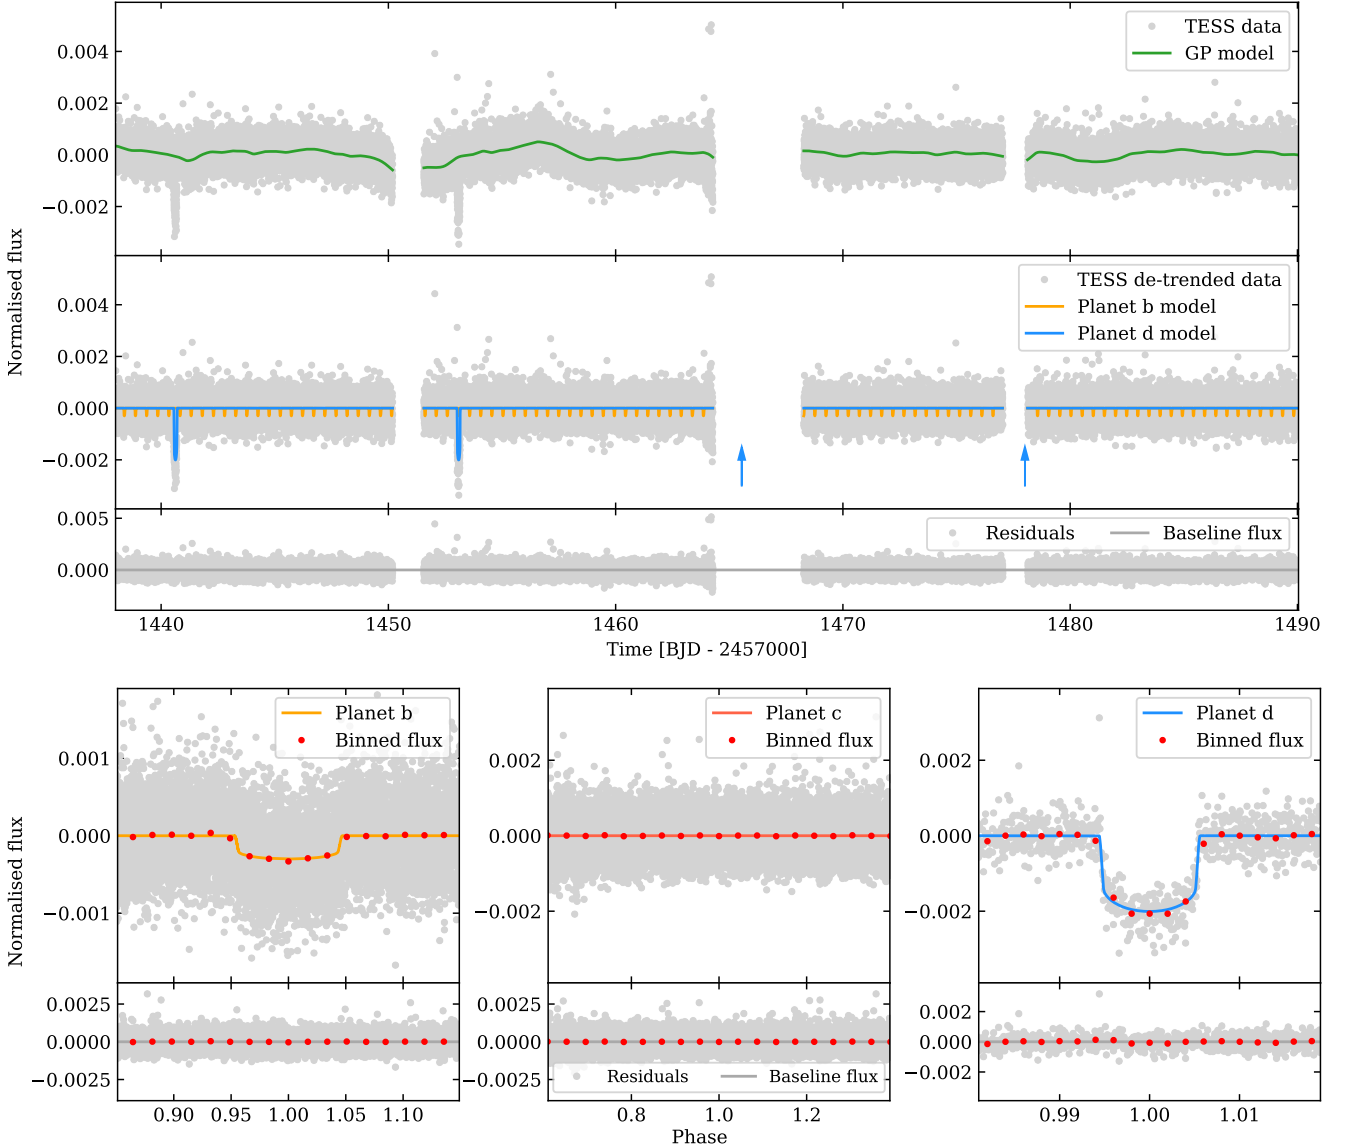 TESS data
GP model
0.004
0.002
0.000
−0.002
Normalised flux
TESS de-trended data
Planet b model
Planet d model
0.004
0.002
0.000
−0.002
Residuals
Baseline flux
0.005
0.000
1440
1450
1460
1470
1480
1490
Time [BJD - 2457000]
Planet b
Binned flux
0.001
0.000
−0.001
Normalised flux
Planet c
Binned flux
0.002
0.000
−0.002
Planet d
Binned flux
0.002
0.000
−0.002
0.0025
0.0000
−0.0025
0.90
0.95
1.00
1.05
1.10
0.0025
0.0000
−0.0025
Residuals
Baseline flux
0.8
1.0
1.2
Phase
0.002
0.000
−0.002
0.99
1.00
1.01